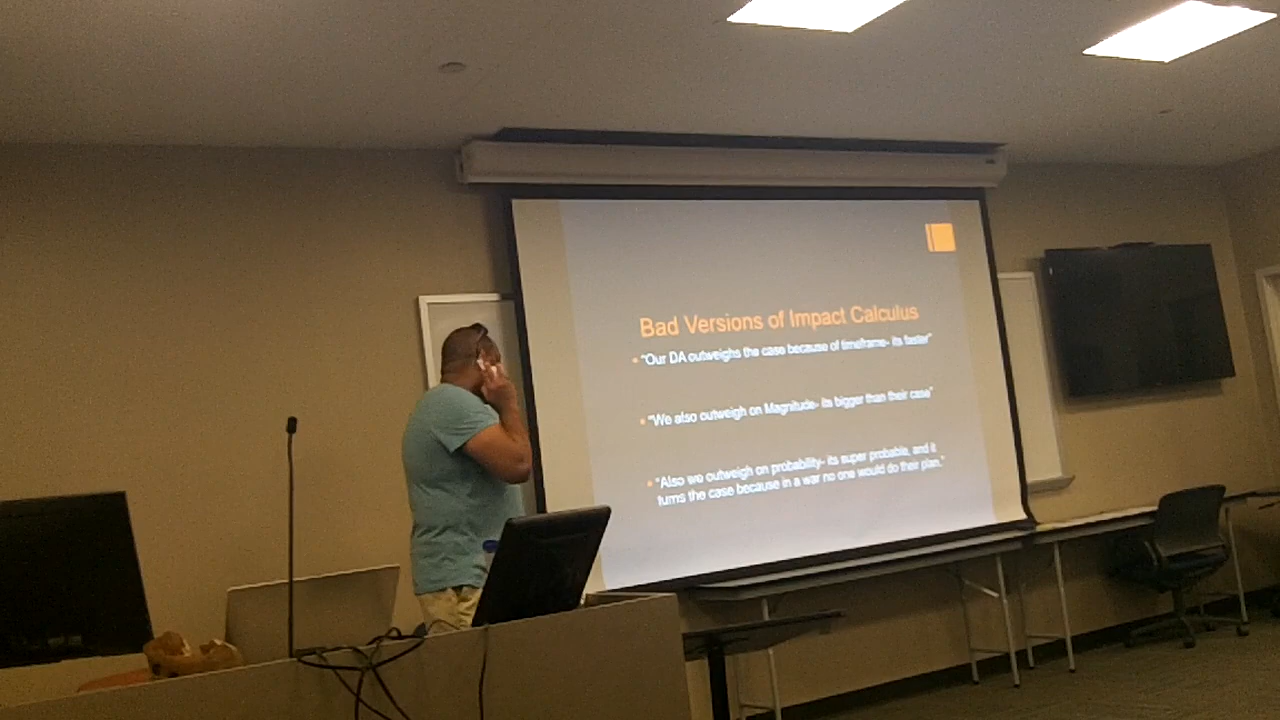 Bad Versions of Impact Calculus
"Our DA outweighs the case because of timeframe- its faster"
"We also outweigh on Magnitude- its bigger than their case"
"Also we outweigh on probability- its super probable, and it
turns the case because in a war no one would do their plan."